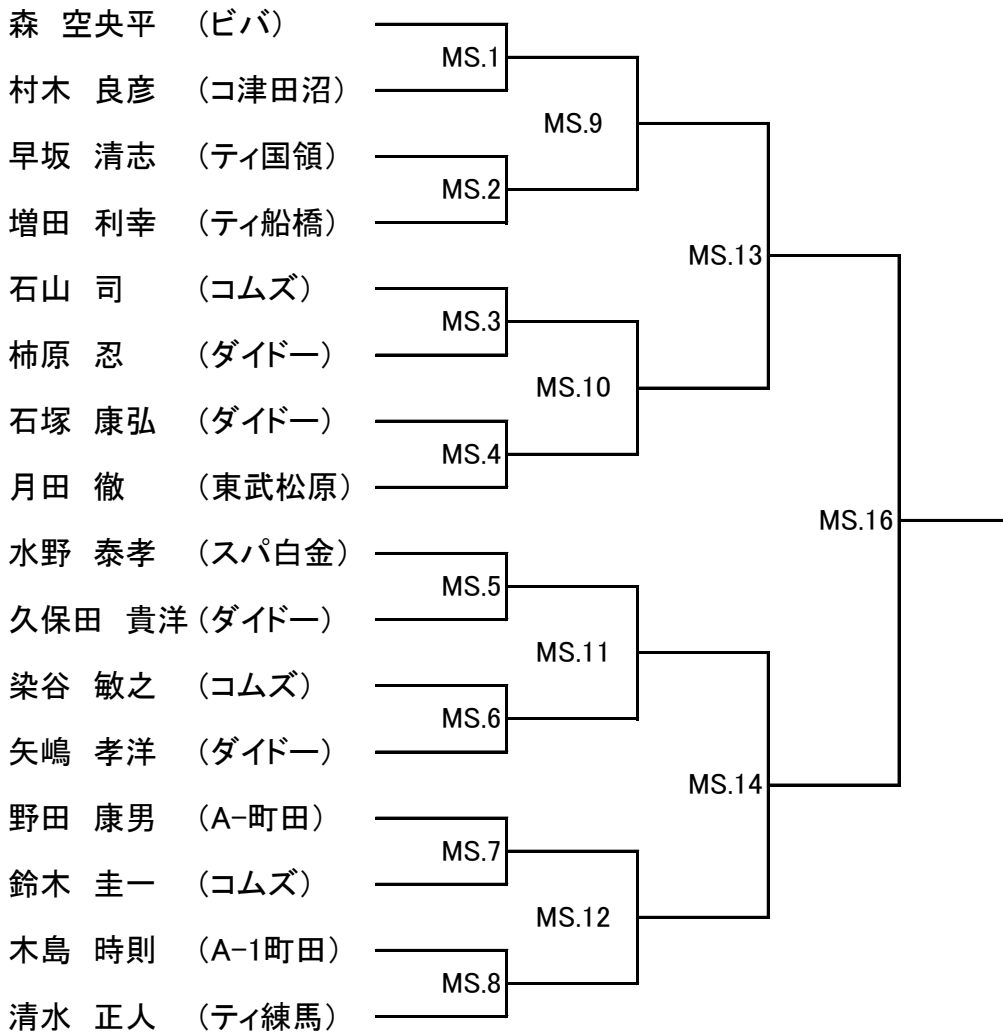 森　空央平　（ビバ）
MS.1
村木　良彦　（コ津田沼）
MS.9
早坂　清志　（ティ国領）
MS.2
増田　利幸　（ティ船橋）
MS.13
石山　司　（コムズ）
MS.3
柿原　忍　（ダイドー）
MS.10
石塚　康弘　（ダイドー）
MS.4
月田　徹　（東武松原）
MS.16
水野　泰孝　（スパ白金）
MS.5
久保田　貴洋（ダイドー）
MS.11
染谷　敏之　（コムズ）
MS.6
矢嶋　孝洋　（ダイドー）
MS.14
野田　康男　（A-町田）
MS.7
鈴木　圭一　（コムズ）
MS.12
木島　時則　（A-1町田）
MS.8
清水　正人　（ティ練馬）